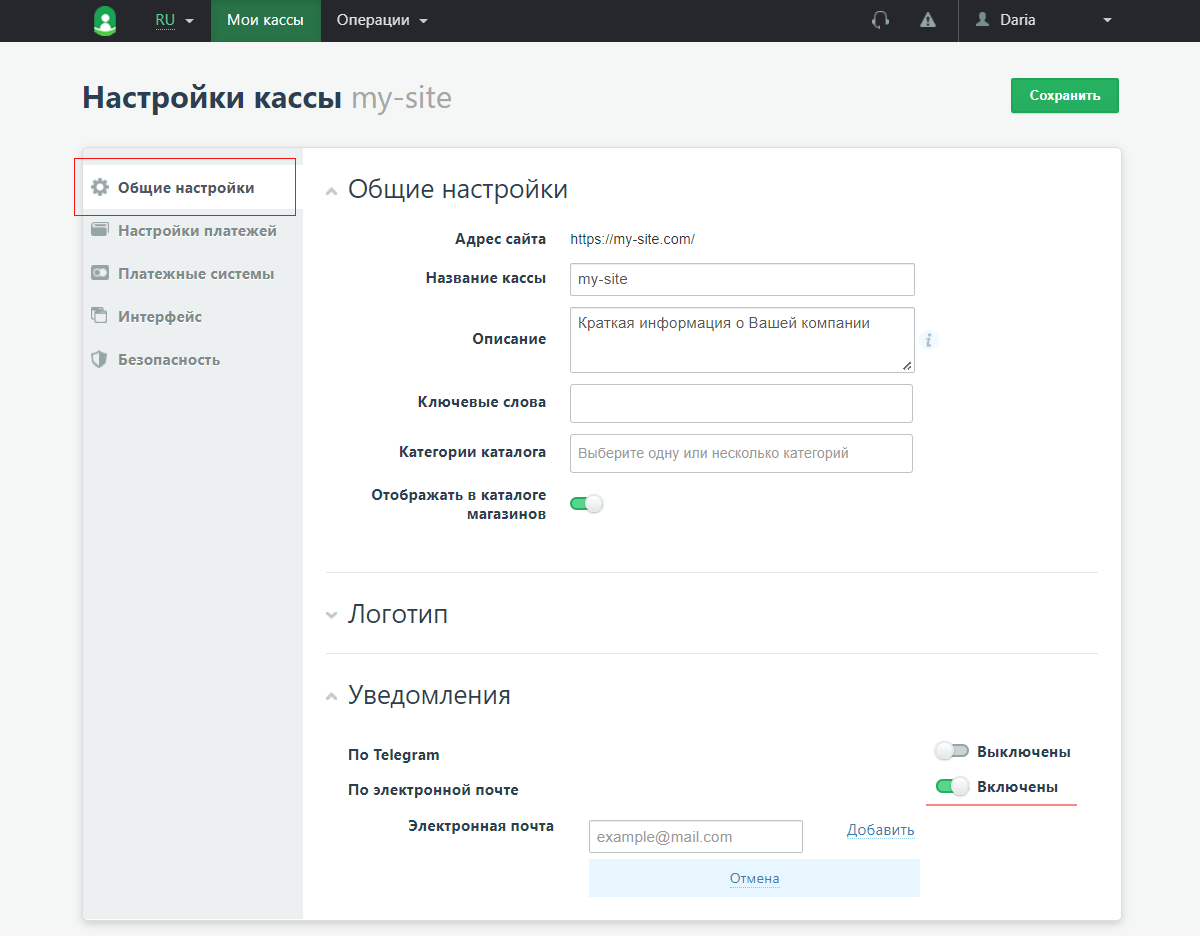 RU
Мои кассы
Операции
Daria
Настройки кассы my-site
Сохранить
Общие настройки
Настройки платежей
Платежные системы
Интерфейс
Безопасность
Общие настройки
Адрес сайта https://my-site.com/
Название кассы my-site
Описание Краткая информация о Вашей компании
i
Ключевые слова
Категории каталога Выберите одну или несколько категорий
Отображать в каталоге
магазинов
Логотип
Уведомления
По Telegram Выключены
По электронной почте Включены
Электронная почта example@mail.com Добавить
Отмена